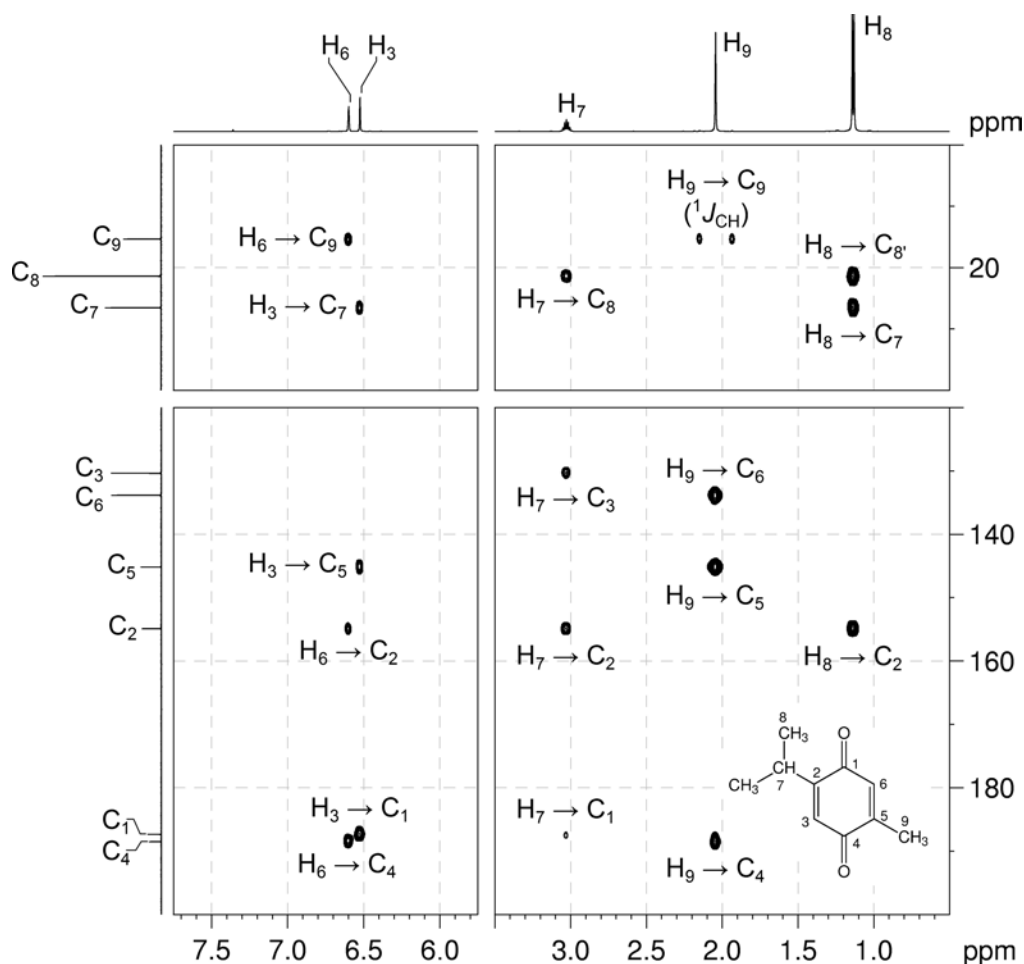 H₆ H₃ H₇ H₉ H₈
ppm
H₉ → C₉
(¹J_CH)
C₉ H₆ → C₉ H₈ → C₈'
C₈ 20
C₇ H₃ → C₇ H₇ → C₈
H₈ → C₇
C₃ H₉ → C₆
C₆ H₇ → C₃
140
C₅ H₃ → C₅
H₉ → C₅
C₂
H₆ → C₂ H₇ → C₂ H₈ → C₂
160
8 CH₃ O
CH 7 1
CH₃ 2 6
3 5 9
4 CH₃
O
180
H₃ → C₁ H₇ → C₁
C₁
C₄
H₆ → C₄ H₉ → C₄
7.5 7.0 6.5 6.0 3.0 2.5 2.0 1.5 1.0 ppm